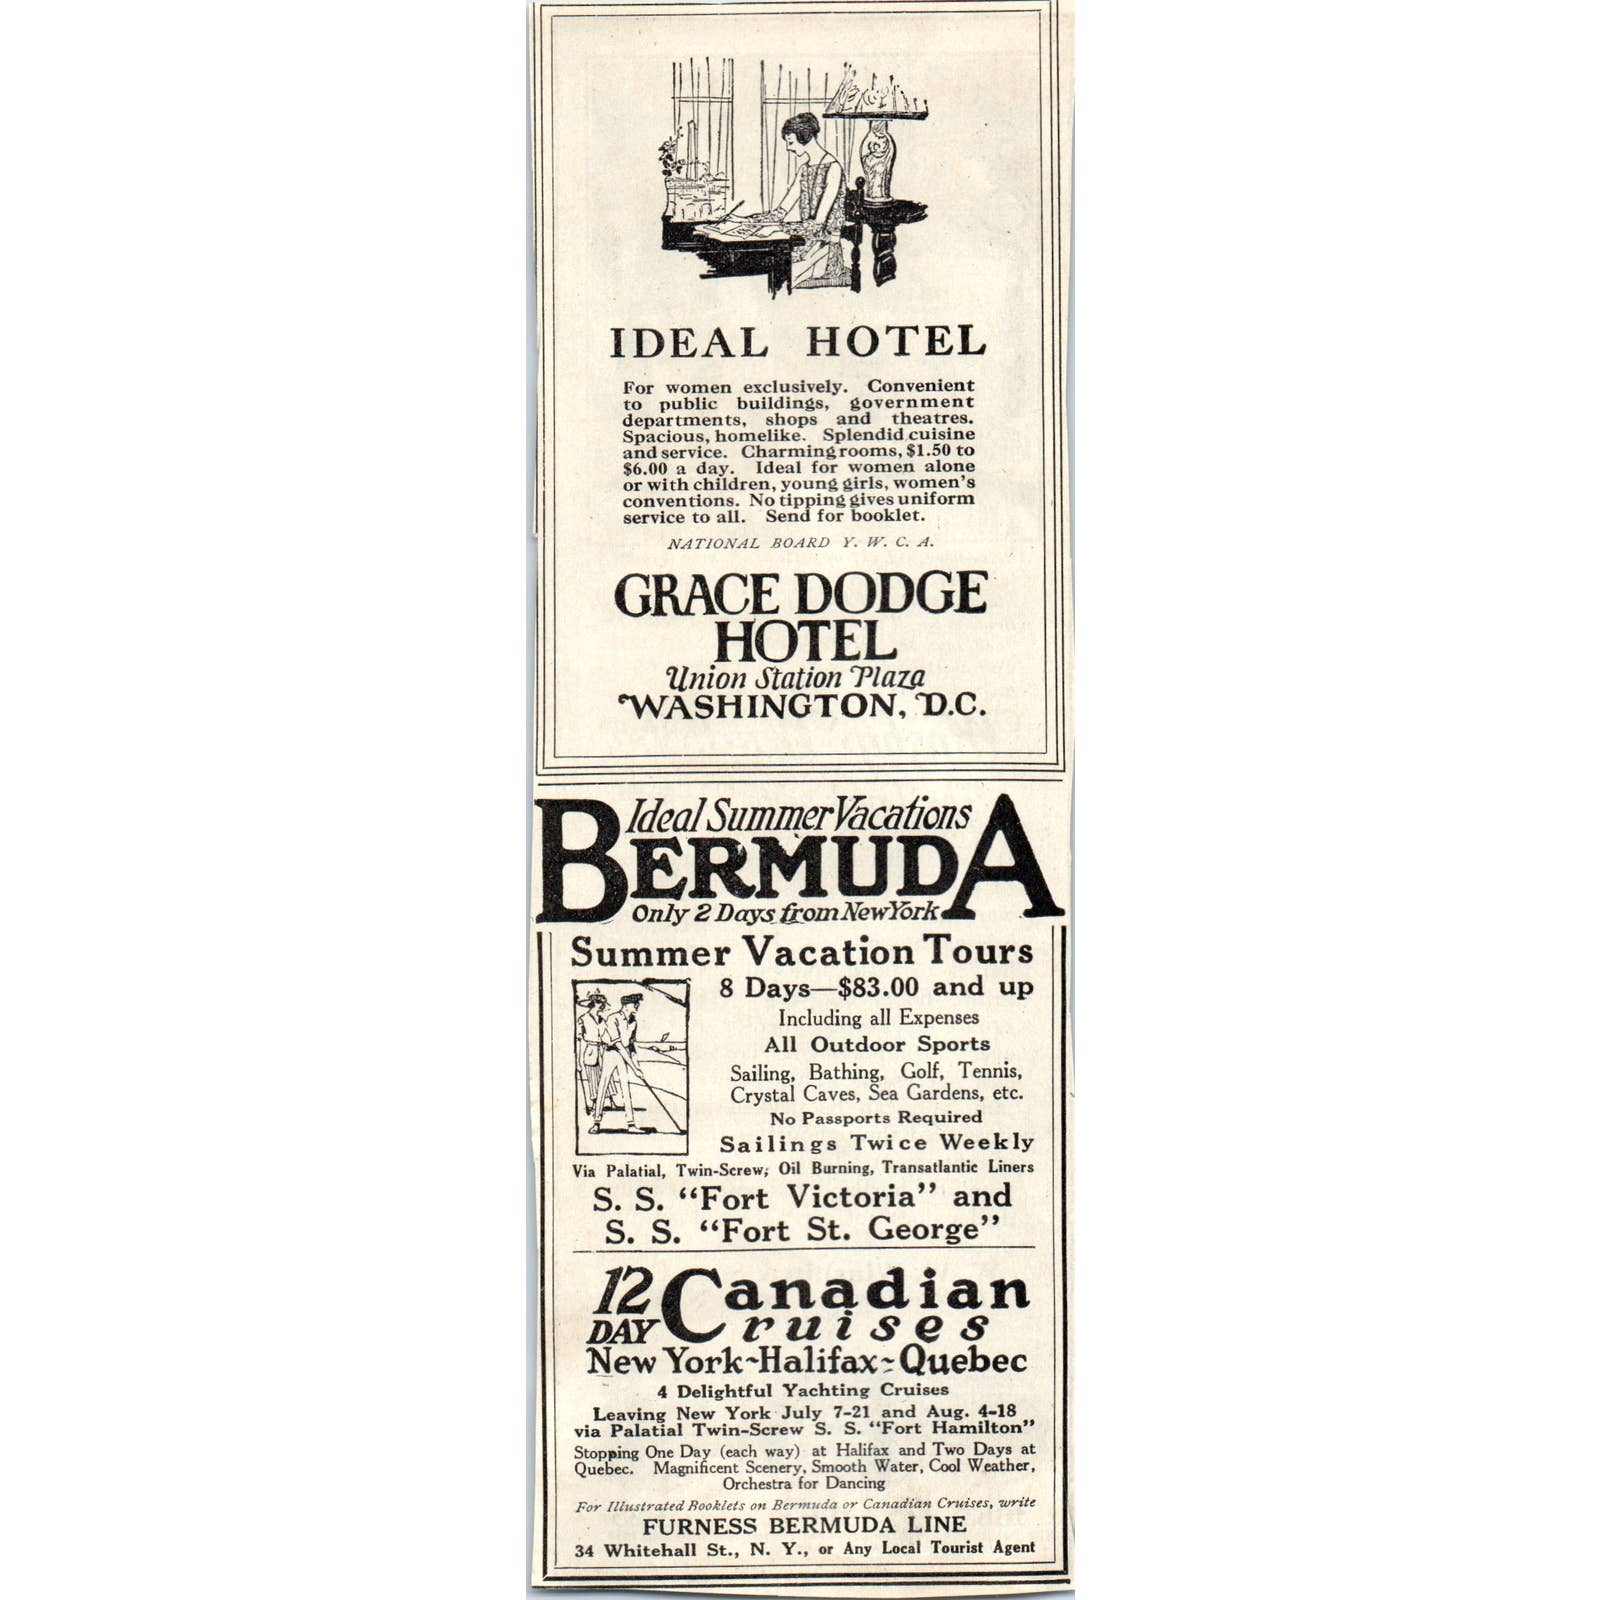 IDEAL HOTEL
For women exclusively. Convenient
to public buildings, government
departments, shops and theatres.
Spacious, homelike. Splendid cuisine
and service. Charming rooms, $1.50 to
$6.00 a day. Ideal for women alone
or with children, young girls, women's
conventions. No tipping gives uniform
service to all. Send for booklet.
NATIONAL BOARD Y. W. C. A.
GRACE DODGE
HOTEL
Union Station Plaza
WASHINGTON, D.C.
Ideal Summer Vacations
BERMUDA
Only 2 Days from New York
Summer Vacation Tours
8 Days—$83.00 and up
Including all Expenses
All Outdoor Sports
Sailing, Bathing, Golf, Tennis,
Crystal Caves, Sea Gardens, etc.
No Passports Required
Sailings Twice Weekly
Via Palatial, Twin-Screw, Oil Burning, Transatlantic Liners
S. S. "Fort Victoria" and
S. S. "Fort St. George"
12 DAY Canadian
Cruises
New York~Halifax~Quebec
4 Delightful Yachting Cruises
Leaving New York July 7-21 and Aug. 4-18
via Palatial Twin-Screw S. S. "Fort Hamilton"
Stopping One Day (each way) at Halifax and Two Days at
Quebec. Magnificent Scenery, Smooth Water, Cool Weather,
Orchestra for Dancing
For Illustrated Booklets on Bermuda or Canadian Cruises, write
FURNESS BERMUDA LINE
34 Whitehall St., N. Y., or Any Local Tourist Agent